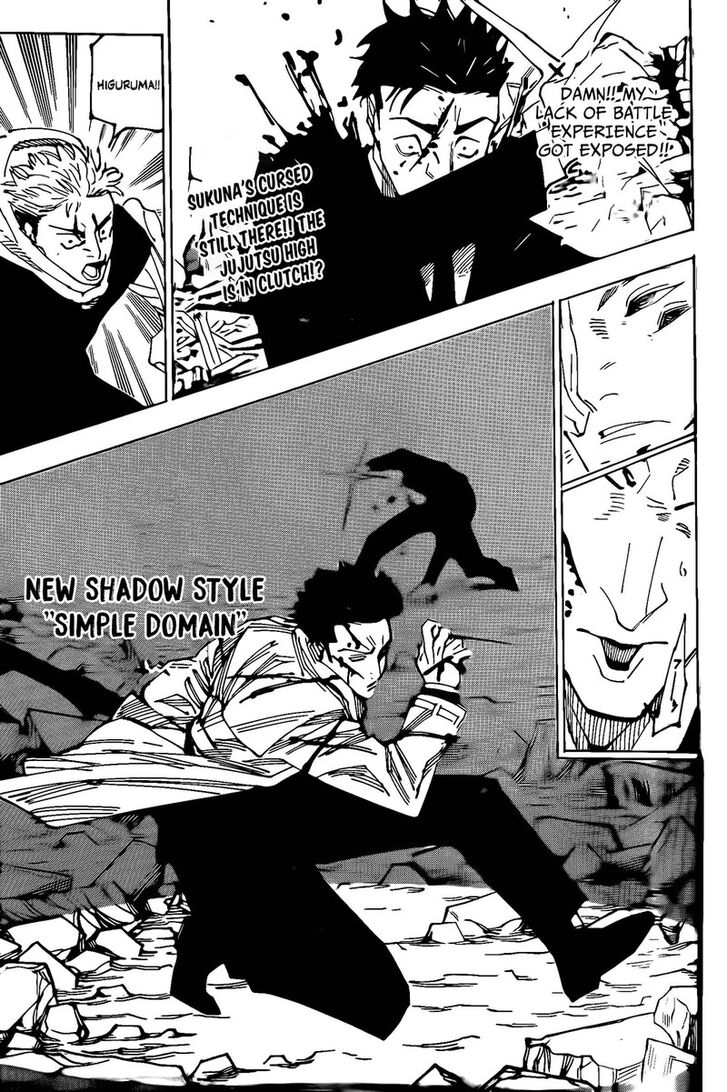 DAMN!! MY
LACK OF BATTLE
"EXPERIENCE"
GOT EXPOSED!!
SUKUNA'S CURSED
TECHNIQUE IS
STILL THERE!! THE
JUJUTSU HIGH
IS IN CLUTCH!?
HIGURUMA!!
NEW SHADOW STYLE
"SIMPLE DOMAIN"